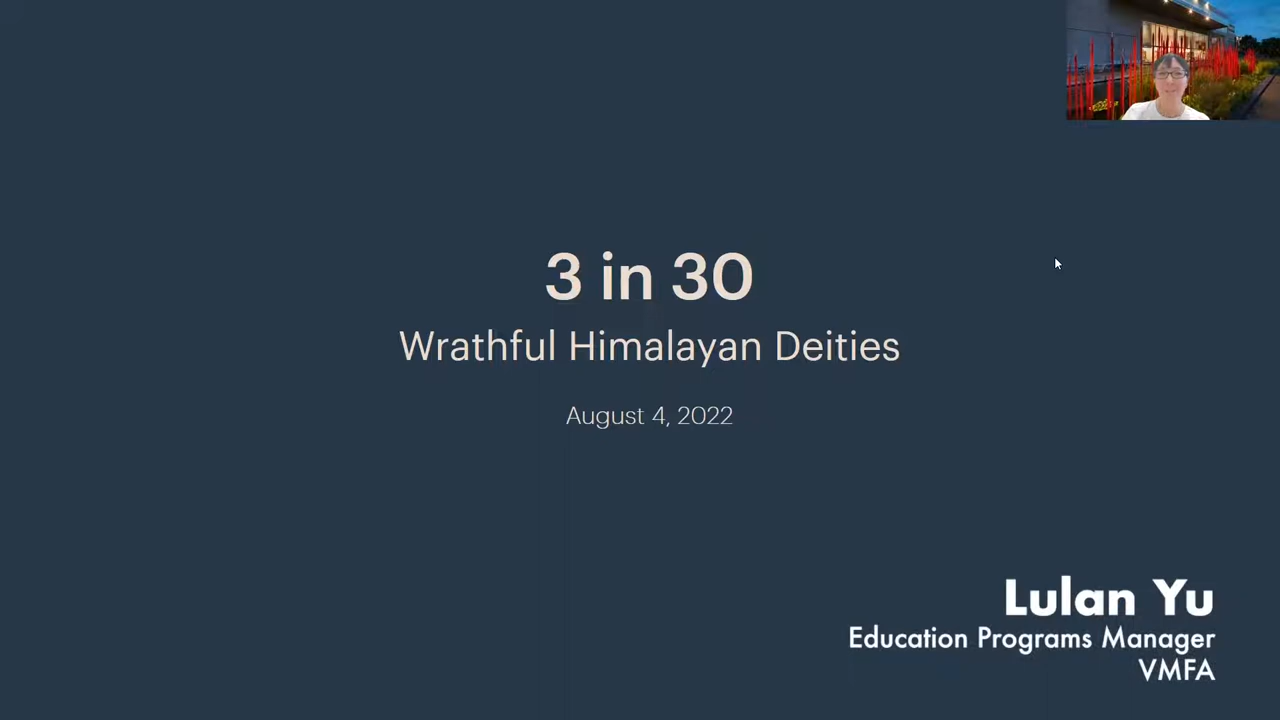 3 in 30
Wrathful Himalayan Deities
August 4, 2022
Lulan Yu
Education Programs Manager
VMFA